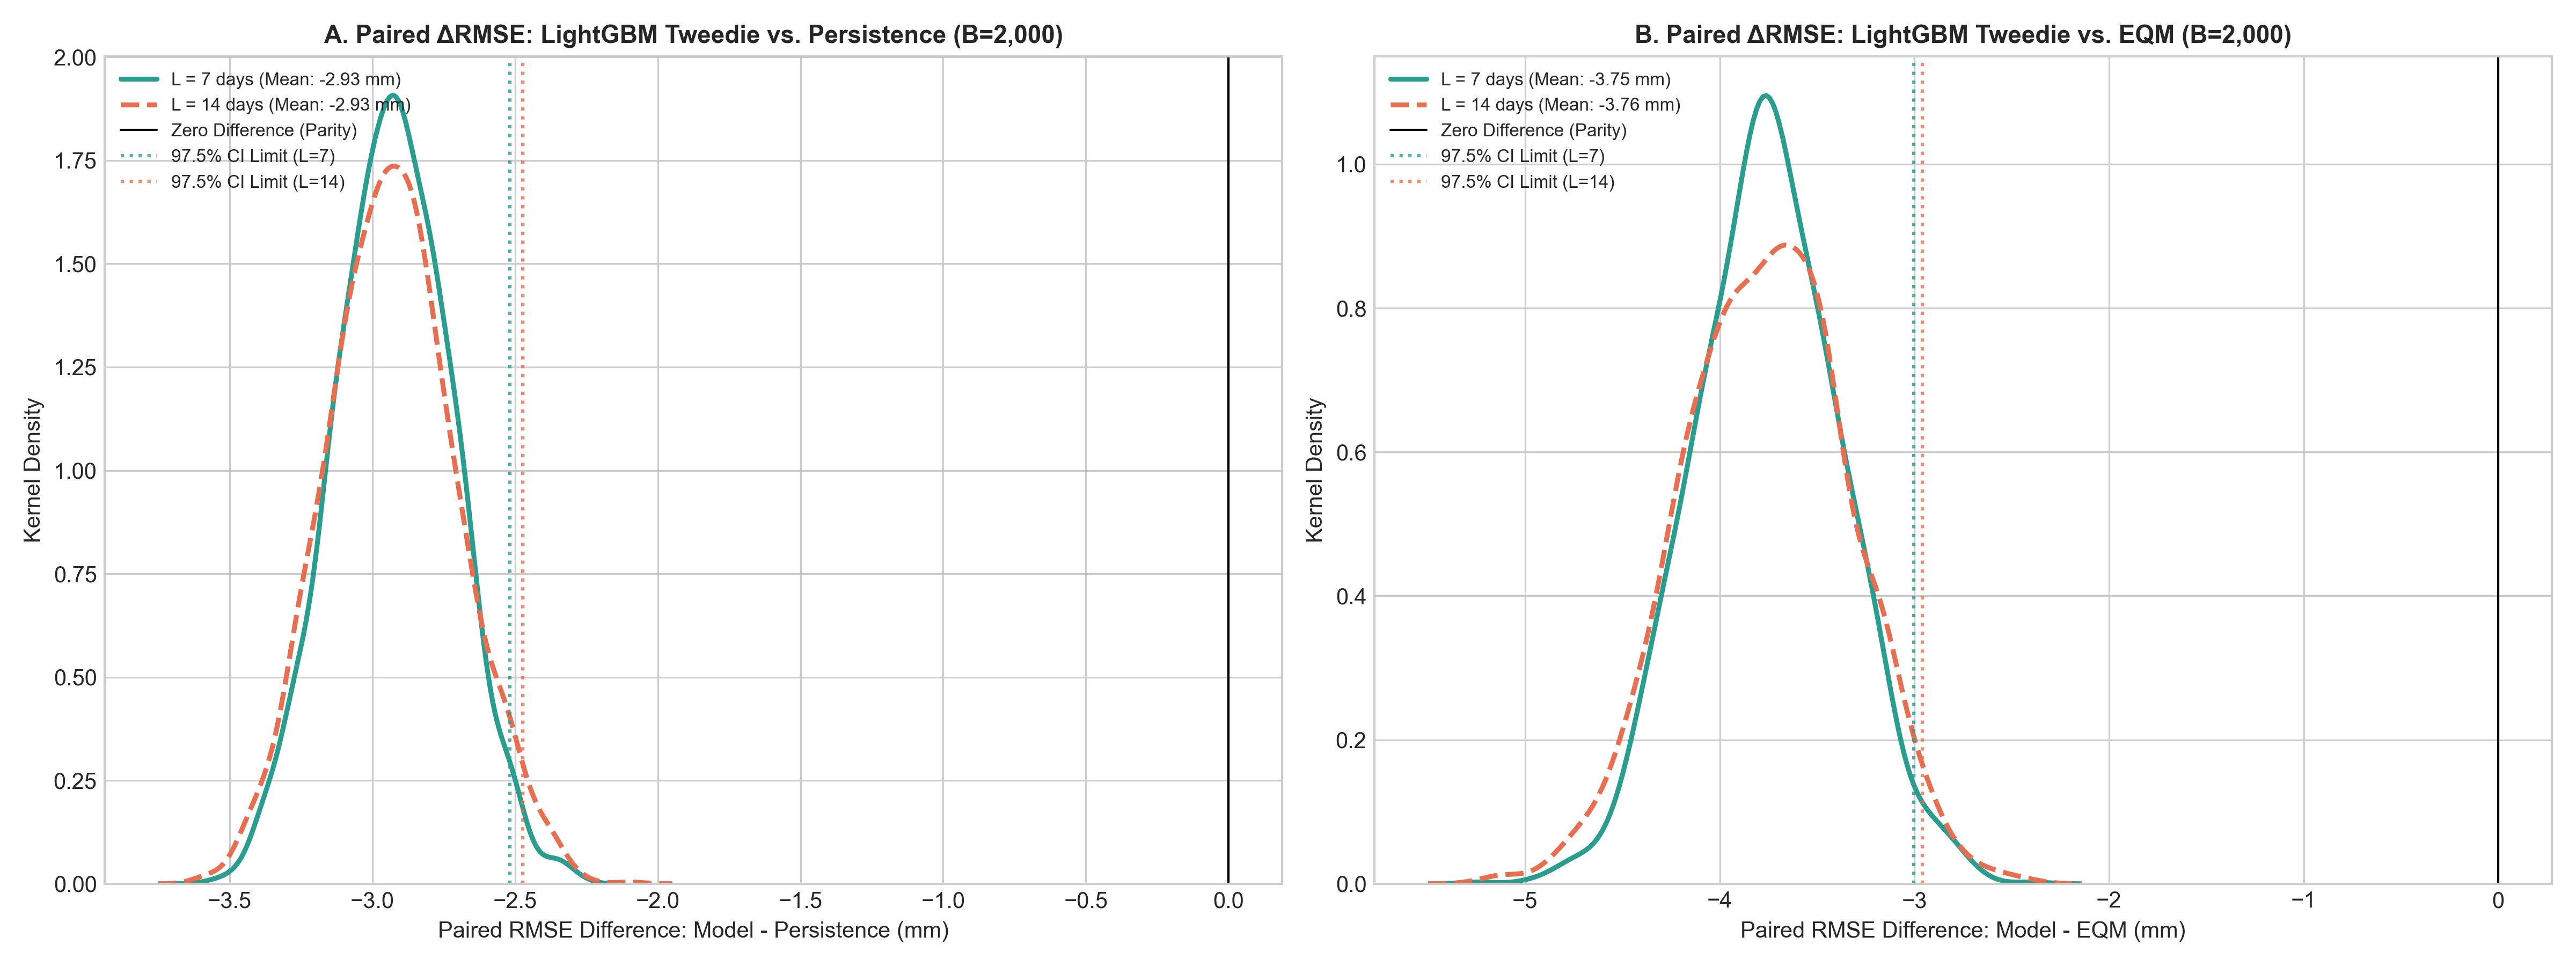 A. Paired ΔRMSE: LightGBM Tweedie vs. Persistence (B=2,000)
L = 7 days (Mean: -2.93 mm)
L = 14 days (Mean: -2.93 mm)
Zero Difference (Parity)
97.5% CI Limit (L=7)
97.5% CI Limit (L=14)
Kernel Density
2.00
1.75
1.50
1.25
1.00
0.75
0.50
0.25
0.00
−3.5 −3.0 −2.5 −2.0 −1.5 −1.0 −0.5 0.0
Paired RMSE Difference: Model - Persistence (mm)
B. Paired ΔRMSE: LightGBM Tweedie vs. EQM (B=2,000)
L = 7 days (Mean: -3.75 mm)
L = 14 days (Mean: -3.76 mm)
Zero Difference (Parity)
97.5% CI Limit (L=7)
97.5% CI Limit (L=14)
Kernel Density
1.0
0.8
0.6
0.4
0.2
0.0
−5 −4 −3 −2 −1 0
Paired RMSE Difference: Model - EQM (mm)